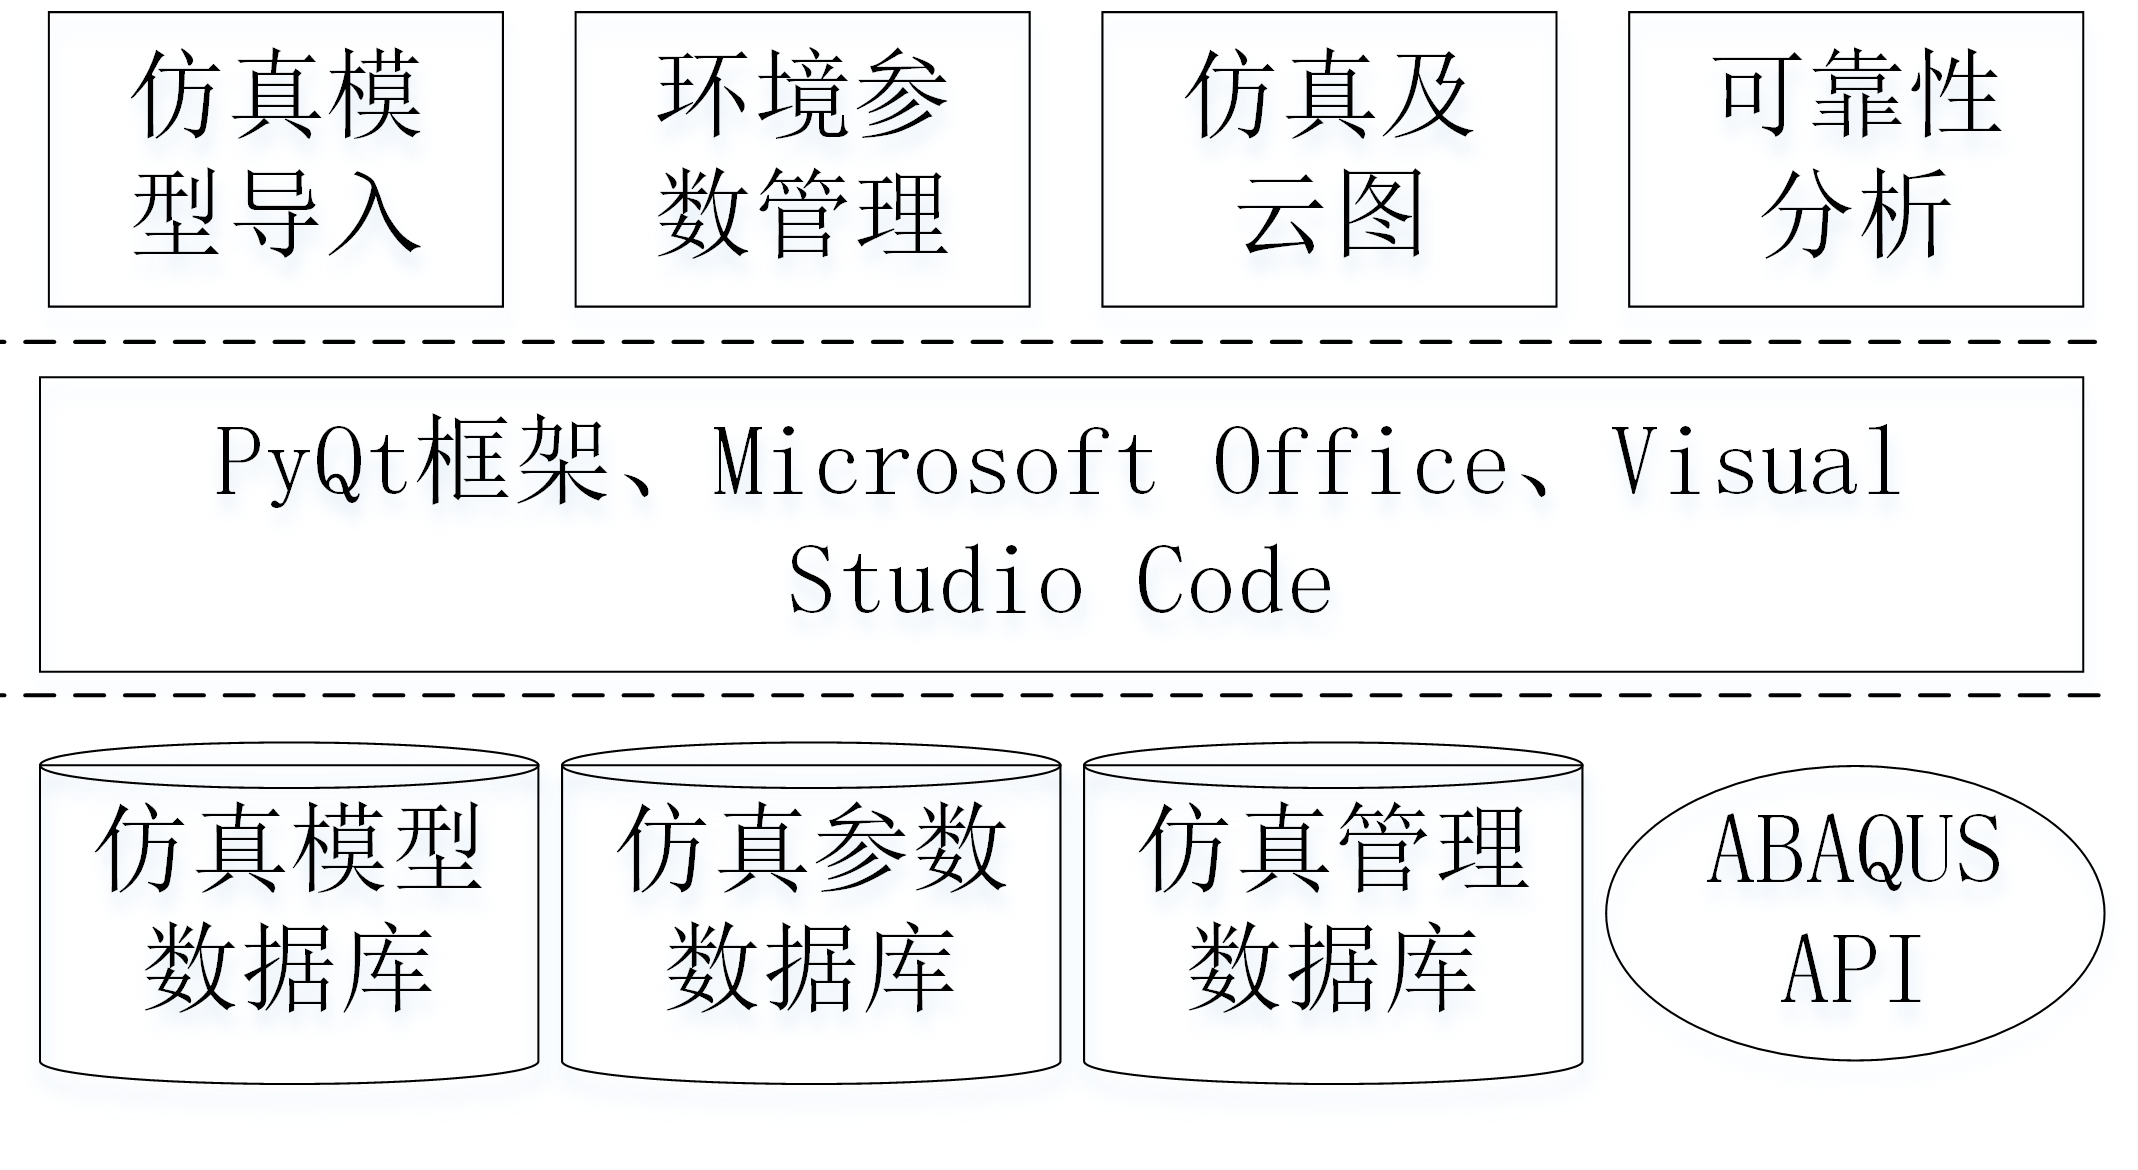 仿真模
型导入
环境参
数管理
仿真及
云图
可靠性
分析
PyQt框架、Microsoft Office、Visual
Studio Code
仿真模型
数据库
仿真参数
数据库
仿真管理
数据库
ABAQUS
API